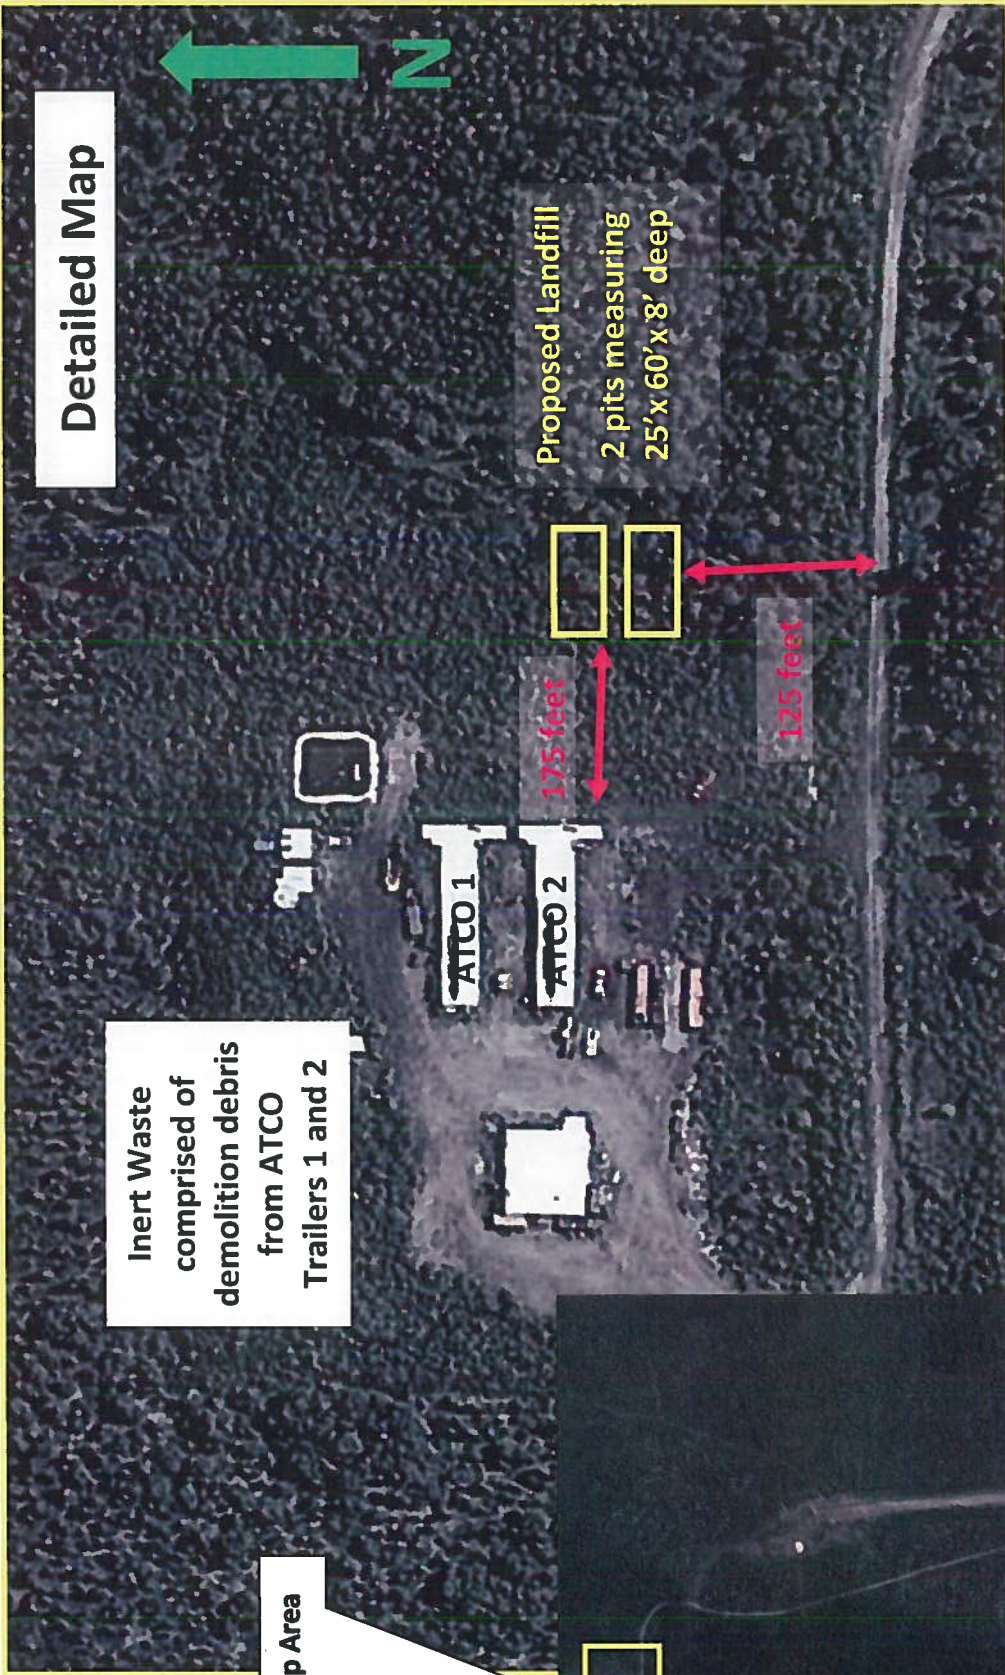 Detailed Map
N
Inert Waste
comprised of
demolition debris
from ATCO
Trailers 1 and 2
ATCO 1
ATCO 2
175 feet
Proposed Landfill
2 pits measuring
25'x 60'x 8' deep
125 feet
p Area